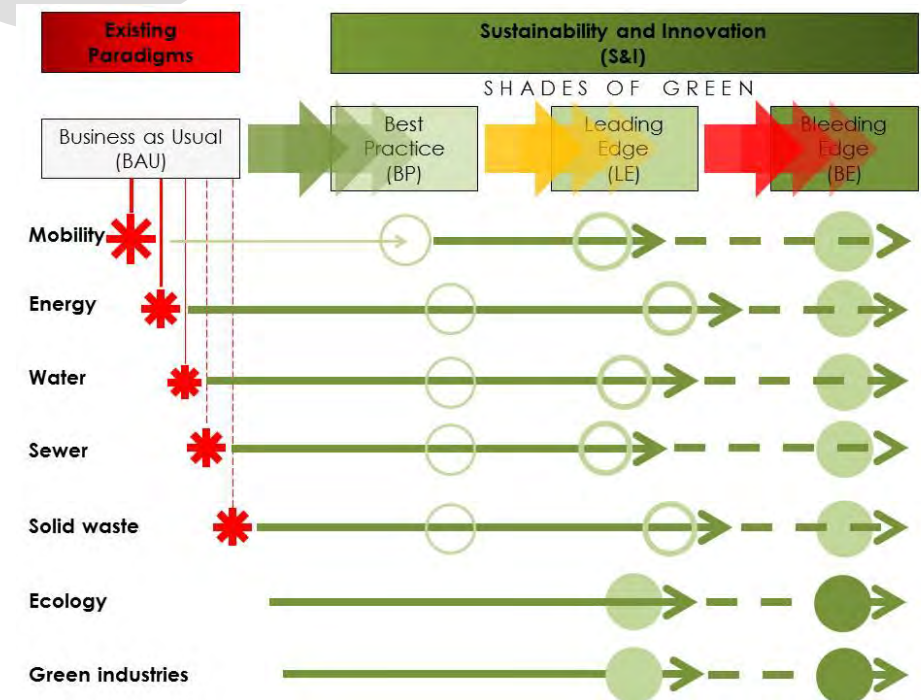 Existing
Paradigms
Sustainability and Innovation
(S&I)
SHADES OF GREEN
Business as Usual
(BAU)
Best
Practice
(BP)
Leading
Edge
(LE)
Bleeding
Edge
(BE)
Mobility
Energy
Water
Sewer
Solid waste
Ecology
Green industries